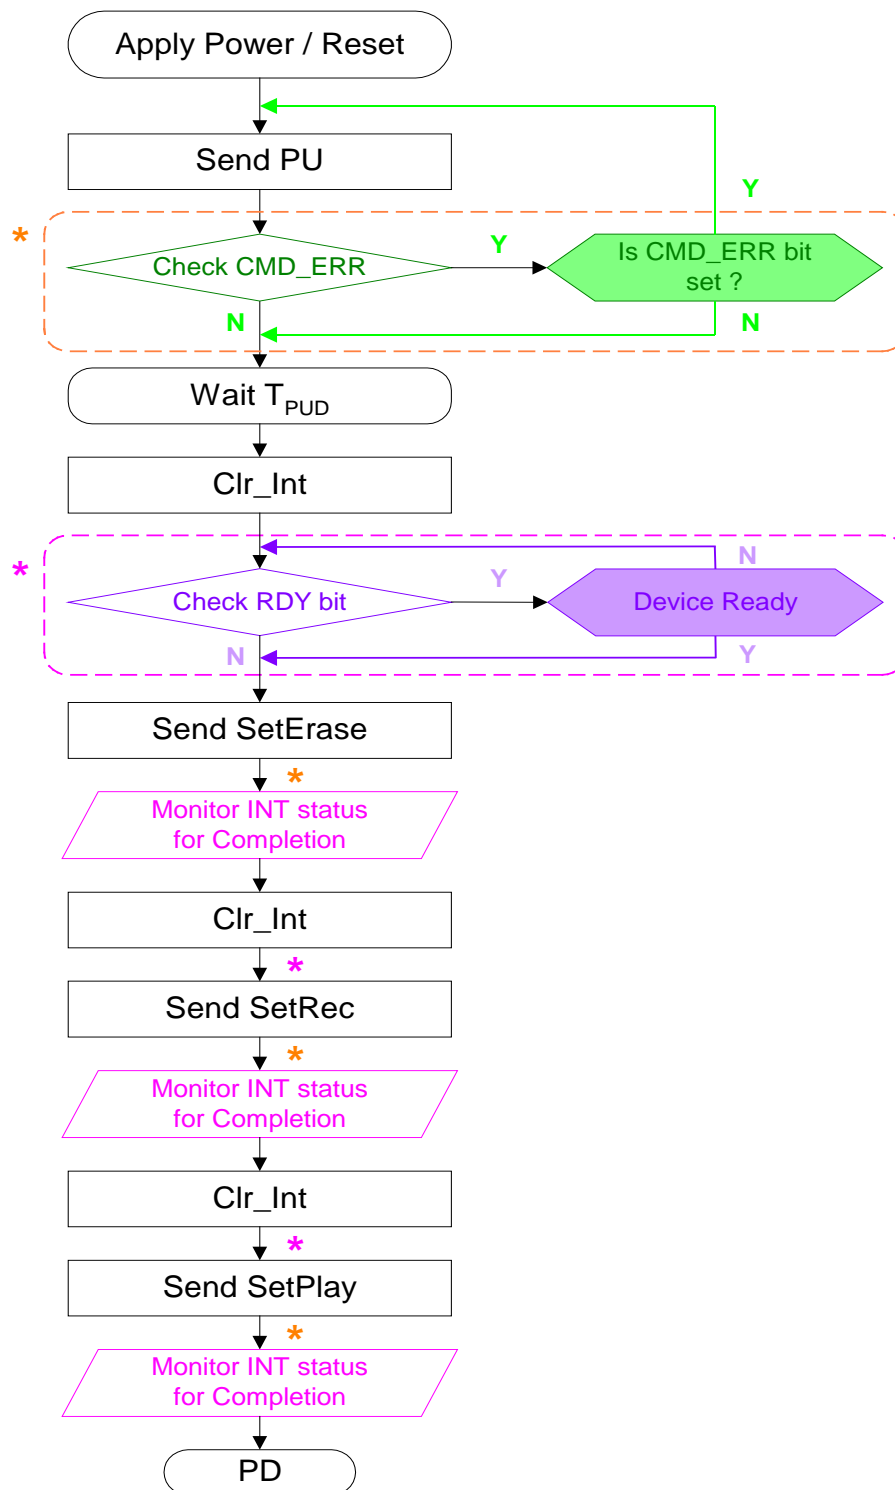 Apply Power / Reset
Send PU
Y
*
Check CMD_ERR
Y
Is CMD_ERR bit
set ?
N
N
Wait T_PUD
Clr_Int
*
N
Check RDY bit
Y
Device Ready
N
Y
Send SetErase
*
Monitor INT status
for Completion
Clr_Int
*
Send SetRec
*
Monitor INT status
for Completion
Clr_Int
*
Send SetPlay
*
Monitor INT status
for Completion
PD